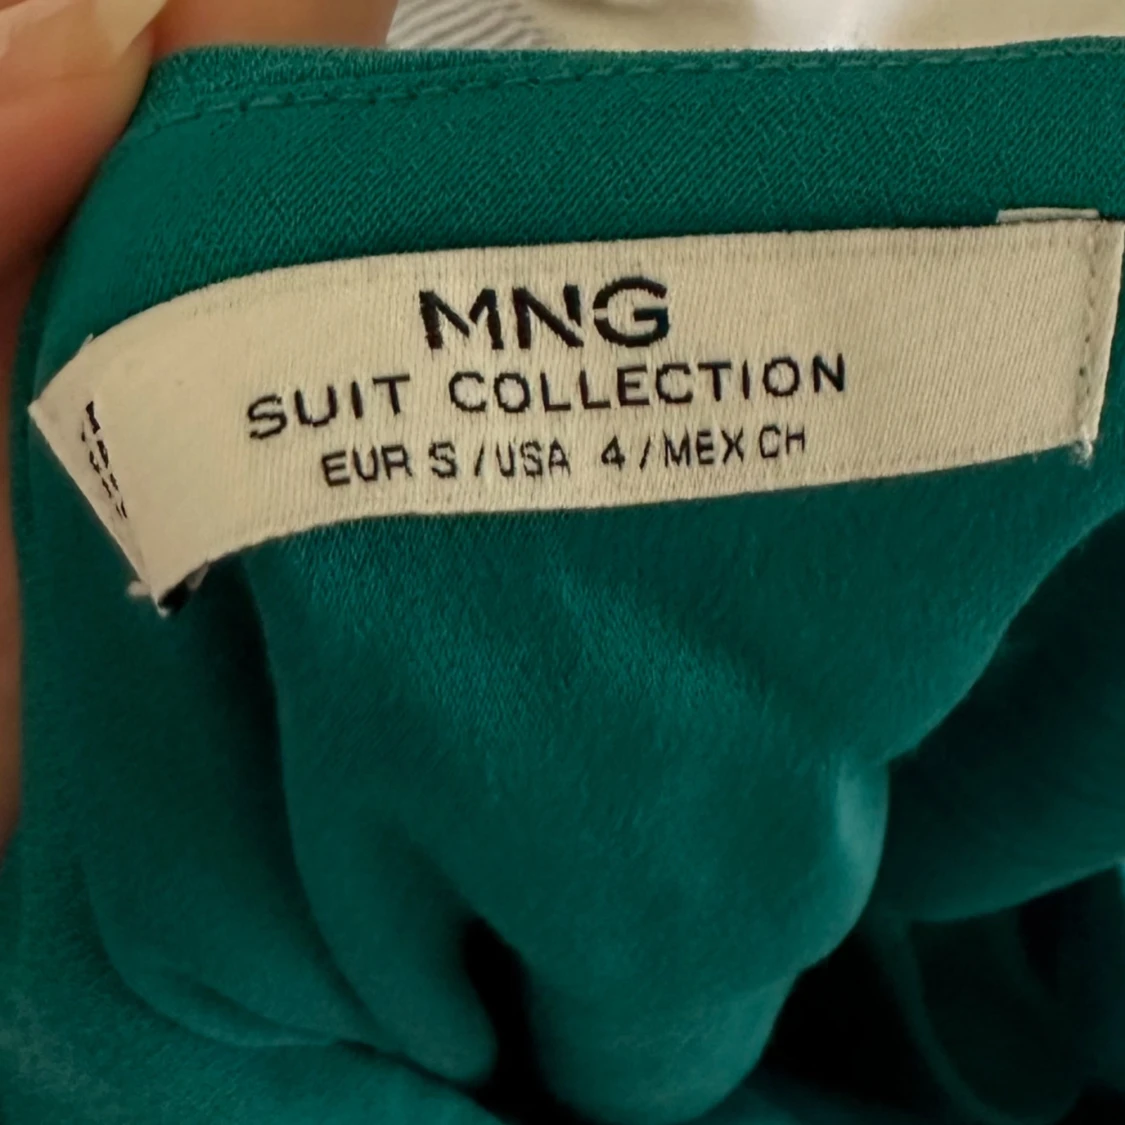 MNG
SUIT COLLECTION
EUR S / USA 4 / MEX CH